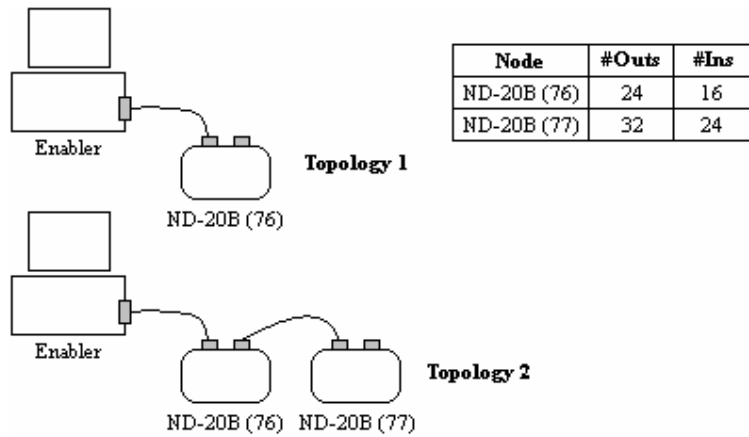 Node #Outs #Ins
ND-20B (76) 24 16
ND-20B (77) 32 24
Enabler
Topology 1
ND-20B (76)
Enabler
Topology 2
ND-20B (76) ND-20B (77)